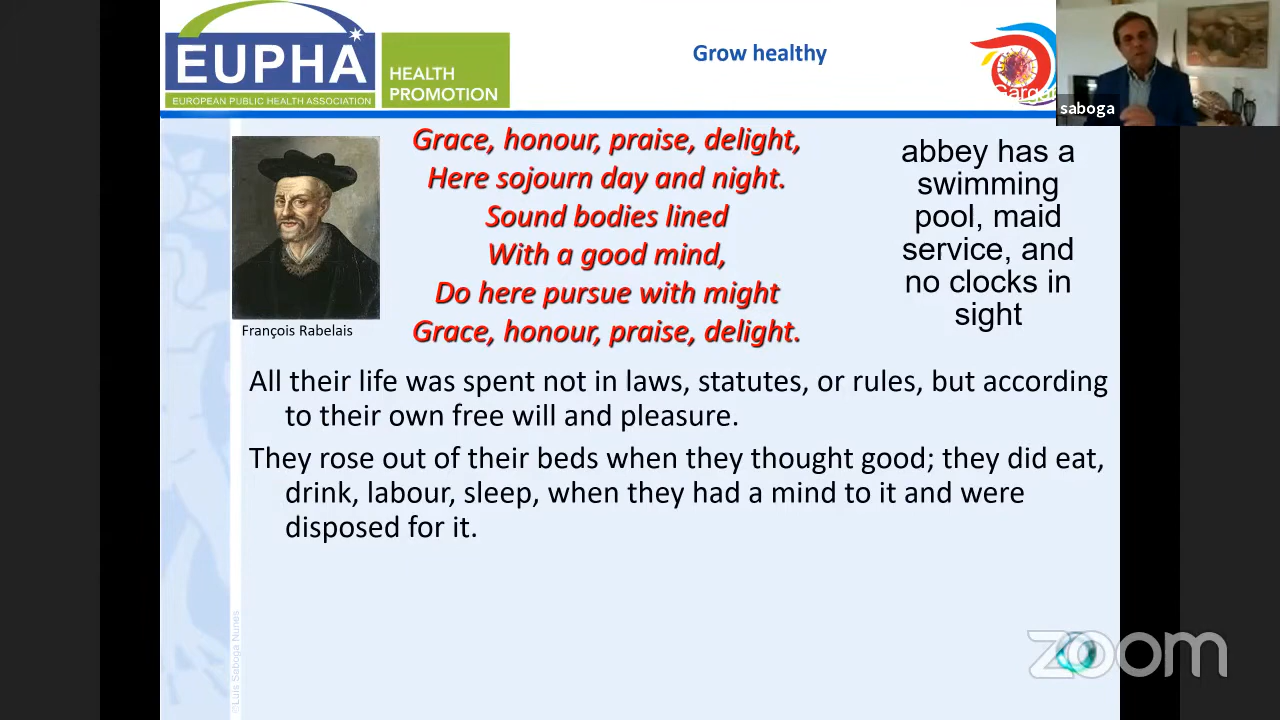 EUPHA
EUROPEAN PUBLIC HEALTH ASSOCIATION
HEALTH
PROMOTION
Grow healthy
saboga
Grace, honour, praise, delight,
Here sojourn day and night.
Sound bodies lined
With a good mind,
Do here pursue with might
Grace, honour, praise, delight.
François Rabelais
abbey has a
swimming
pool, maid
service, and
no clocks in
sight
All their life was spent not in laws, statutes, or rules, but according
to their own free will and pleasure.
They rose out of their beds when they thought good; they did eat,
drink, labour, sleep, when they had a mind to it and were
disposed for it.
©Luis Saboga Nunes
zoom